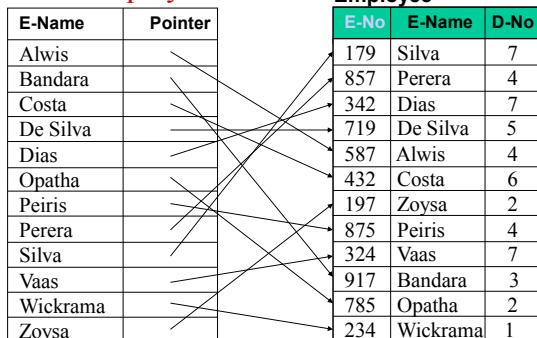 E-Name Pointer
Alwis
Bandara
Costa
De Silva
Dias
Opatha
Peiris
Perera
Silva
Vaas
Wickrama
Zoysa
E-No E-Name D-No
179 Silva 7
857 Perera 4
342 Dias 7
719 De Silva 5
587 Alwis 4
432 Costa 6
197 Zoysa 2
875 Peiris 4
324 Vaas 7
917 Bandara 3
785 Opatha 2
234 Wickrama 1